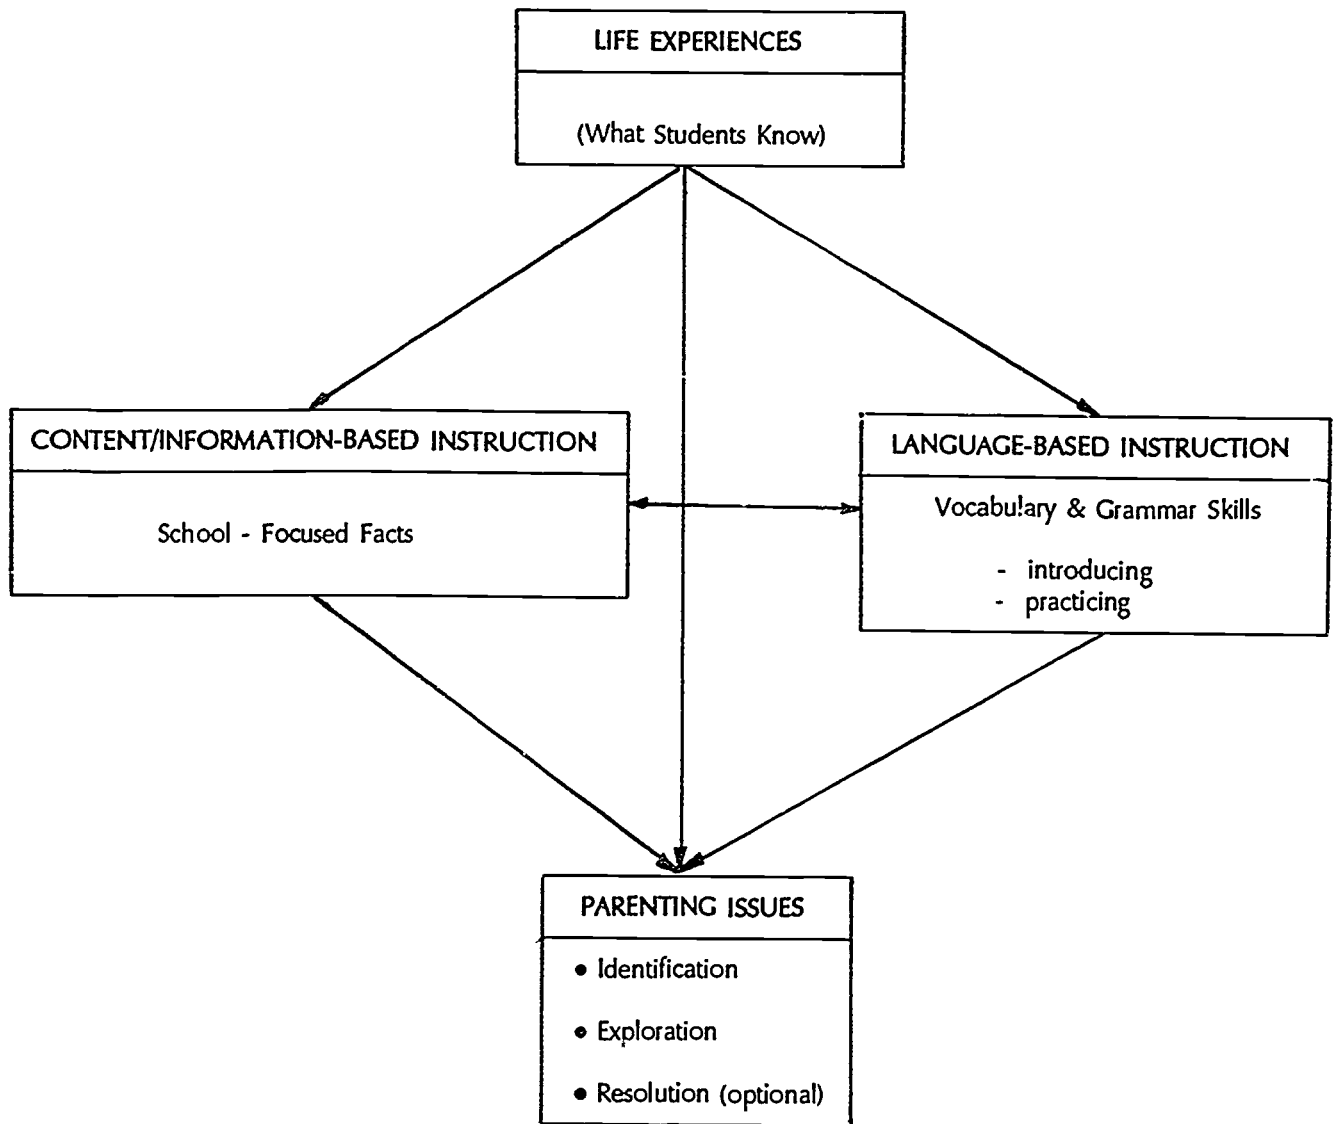 LIFE EXPERIENCES
(What Students Know)
CONTENT/INFORMATION-BASED INSTRUCTION
School - Focused Facts
LANGUAGE-BASED INSTRUCTION
Vocabulary & Grammar Skills
- introducing
- practicing
PARENTING ISSUES
• Identification
• Exploration
• Resolution (optional)